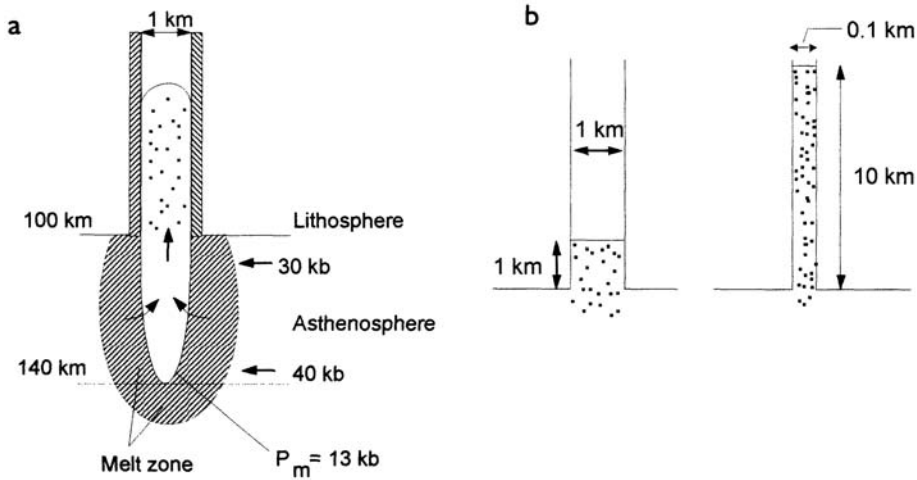 a
1 km
100 km
Lithosphere
30 kb
Asthenosphere
140 km
40 kb
Melt zone
Pm= 13 kb
b
0.1 km
1 km
10 km
1 km